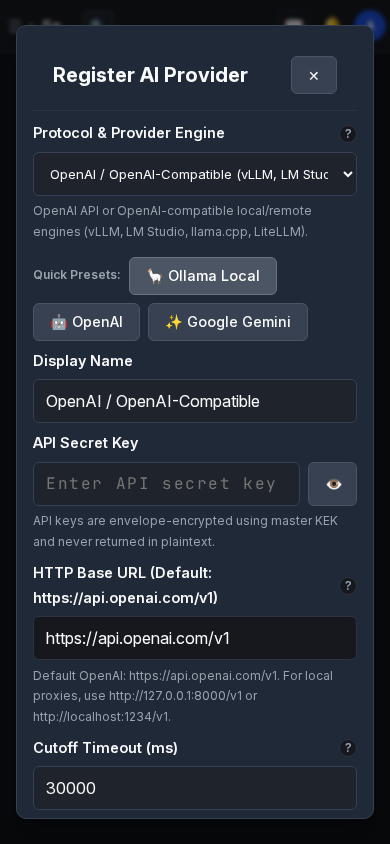 Register AI Provider
×
Protocol & Provider Engine
?
OpenAI / OpenAI-Compatible (vLLM, LM Stuc
OpenAI API or OpenAI-compatible local/remote
engines (vLLM, LM Studio, llama.cpp, LiteLLM).
Quick Presets:
🦙 Ollama Local
🤖 OpenAI
✨ Google Gemini
Display Name
OpenAI / OpenAI-Compatible
API Secret Key
Enter API secret key
API keys are envelope-encrypted using master KEK
and never returned in plaintext.
HTTP Base URL (Default:
https://api.openai.com/v1)
?
https://api.openai.com/v1
Default OpenAI: https://api.openai.com/v1. For local
proxies, use http://127.0.0.1:8000/v1 or
http://localhost:1234/v1.
Cutoff Timeout (ms)
?
30000